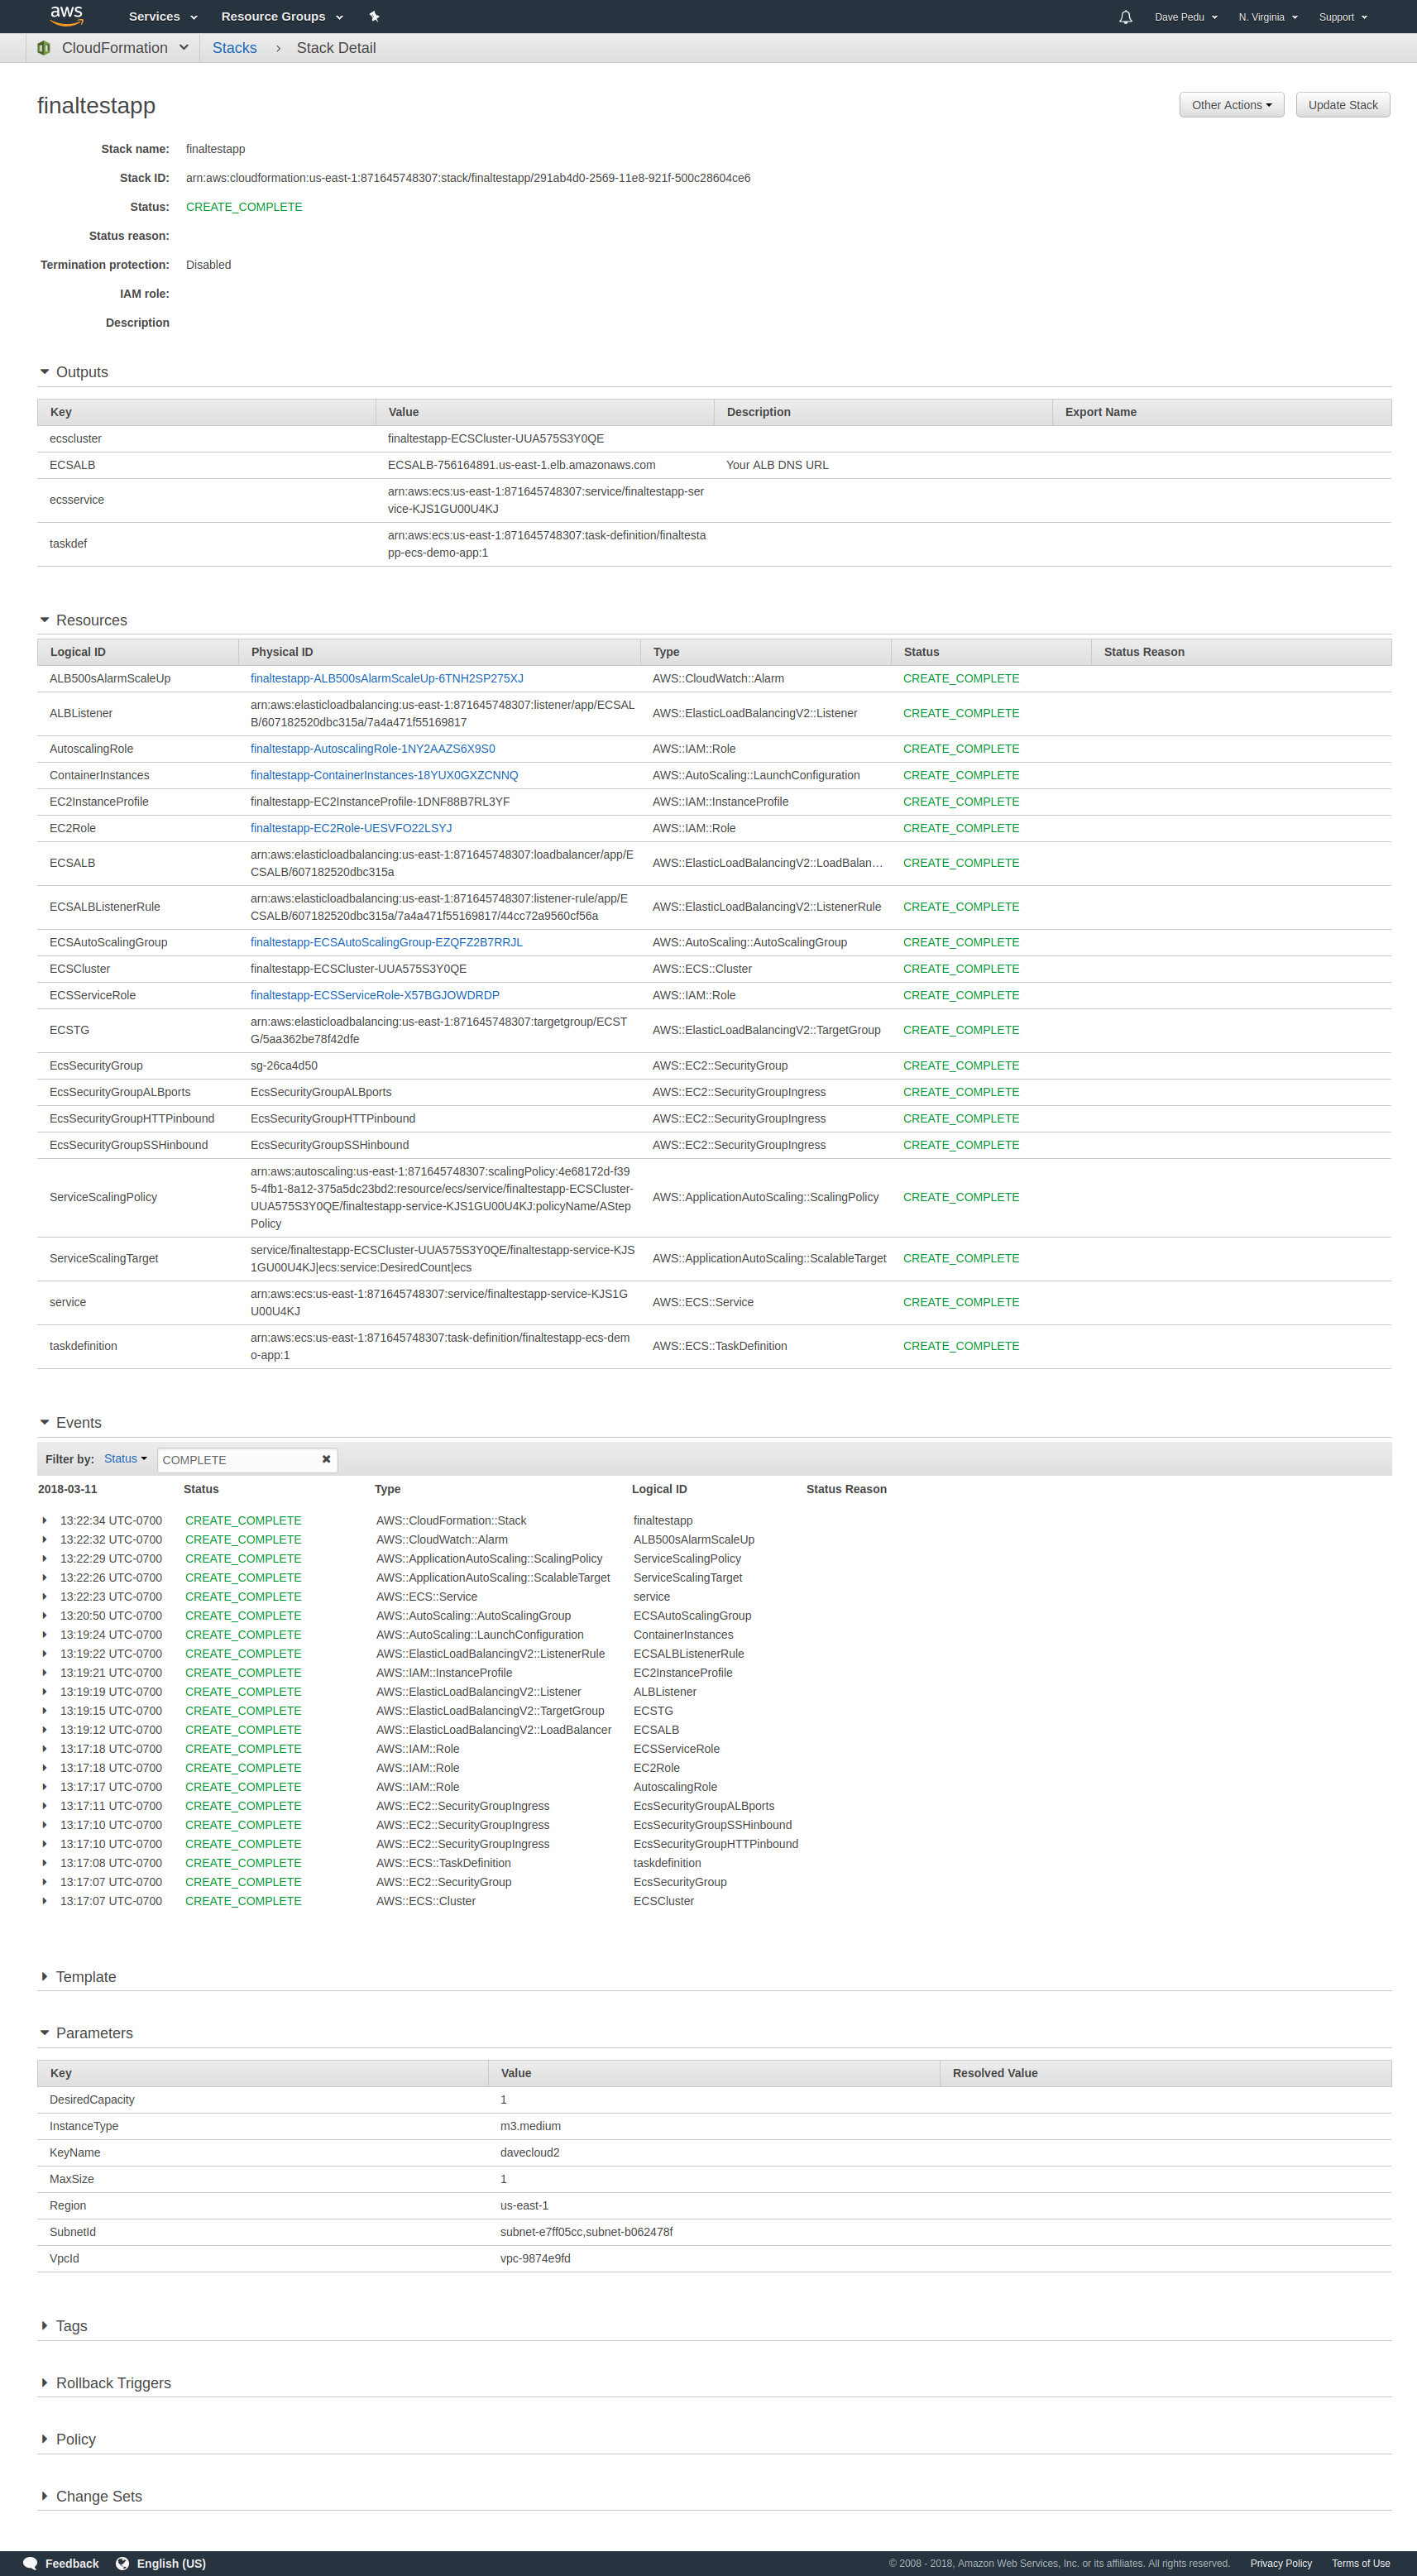 aws Services Resource Groups Dave Pedu N. Virginia Support
CloudFormation Stacks › Stack Detail
finaltestapp Other Actions Update Stack
Stack name: finaltestapp
Stack ID: arn:aws:cloudformation:us-east-1:871645748307:stack/finaltestapp/291ab4d0-2569-11e8-921f-500c28604ce6
Status: CREATE_COMPLETE
Status reason:
Termination protection: Disabled
IAM role:
Description
Outputs
Key Value Description Export Name
ecscluster finaltestapp-ECSCluster-UUA575S3Y0QE
ECSALB ECSALB-756164891.us-east-1.elb.amazonaws.com Your ALB DNS URL
ecsservice arn:aws:ecs:us-east-1:871645748307:service/finaltestapp-ser
vice-KJS1GU00U4KJ
taskdef arn:aws:ecs:us-east-1:871645748307:task-definition/finaltesta
pp-ecs-demo-app:1
Resources
Logical ID Physical ID Type Status Status Reason
ALB500sAlarmScaleUp finaltestapp-ALB500sAlarmScaleUp-6TNH2SP275XJ AWS::CloudWatch::Alarm CREATE_COMPLETE
ALBListener arn:aws:elasticloadbalancing:us-east-1:871645748307:listener/app/ECSAL
B/607182520dbc315a/7a4a471f55169817 AWS::ElasticLoadBalancingV2::Listener CREATE_COMPLETE
AutoscalingRole finaltestapp-AutoscalingRole-1NY2AAZS6X9S0 AWS::IAM::Role CREATE_COMPLETE
ContainerInstances finaltestapp-ContainerInstances-18YUX0GXZCNNQ AWS::AutoScaling::LaunchConfiguration CREATE_COMPLETE
EC2InstanceProfile finaltestapp-EC2InstanceProfile-1DNF88B7RL3YF AWS::IAM::InstanceProfile CREATE_COMPLETE
EC2Role finaltestapp-EC2Role-UESVFO22LSYJ AWS::IAM::Role CREATE_COMPLETE
ECSALB arn:aws:elasticloadbalancing:us-east-1:871645748307:loadbalancer/app/E
CSALB/607182520dbc315a AWS::ElasticLoadBalancingV2::LoadBalan… CREATE_COMPLETE
ECSALBListenerRule arn:aws:elasticloadbalancing:us-east-1:871645748307:listener-rule/app/E
CSALB/607182520dbc315a/7a4a471f55169817/44cc72a9560cf56a AWS::ElasticLoadBalancingV2::ListenerRule CREATE_COMPLETE
ECSAutoScalingGroup finaltestapp-ECSAutoScalingGroup-EZQFZ2B7RRJL AWS::AutoScaling::AutoScalingGroup CREATE_COMPLETE
ECSCluster finaltestapp-ECSCluster-UUA575S3Y0QE AWS::ECS::Cluster CREATE_COMPLETE
ECSServiceRole finaltestapp-ECSServiceRole-X57BGJOWDRDP AWS::IAM::Role CREATE_COMPLETE
ECSTG arn:aws:elasticloadbalancing:us-east-1:871645748307:targetgroup/ECST
G/5aa362be78f42dfe AWS::ElasticLoadBalancingV2::TargetGroup CREATE_COMPLETE
EcsSecurityGroup sg-26ca4d50 AWS::EC2::SecurityGroup CREATE_COMPLETE
EcsSecurityGroupALBports EcsSecurityGroupALBports AWS::EC2::SecurityGroupIngress CREATE_COMPLETE
EcsSecurityGroupHTTPinbound EcsSecurityGroupHTTPinbound AWS::EC2::SecurityGroupIngress CREATE_COMPLETE
EcsSecurityGroupSSHinbound EcsSecurityGroupSSHinbound AWS::EC2::SecurityGroupIngress CREATE_COMPLETE
ServiceScalingPolicy arn:aws:autoscaling:us-east-1:871645748307:scalingPolicy:4e68172d-f39
5-4fb1-8a12-375a5dc23bd2:resource/ecs/service/finaltestapp-ECSCluster-
UUA575S3Y0QE/finaltestapp-service-KJS1GU00U4KJ:policyName/AStep
Policy AWS::ApplicationAutoScaling::ScalingPolicy CREATE_COMPLETE
ServiceScalingTarget service/finaltestapp-ECSCluster-UUA575S3Y0QE/finaltestapp-service-KJS
1GU00U4KJ|ecs:service:DesiredCount|ecs AWS::ApplicationAutoScaling::ScalableTarget CREATE_COMPLETE
service arn:aws:ecs:us-east-1:871645748307:service/finaltestapp-service-KJS1G
U00U4KJ AWS::ECS::Service CREATE_COMPLETE
taskdefinition arn:aws:ecs:us-east-1:871645748307:task-definition/finaltestapp-ecs-dem
o-app:1 AWS::ECS::TaskDefinition CREATE_COMPLETE
Events
Filter by: Status COMPLETE
2018-03-11 Status Type Logical ID Status Reason
13:22:34 UTC-0700 CREATE_COMPLETE AWS::CloudFormation::Stack finaltestapp
13:22:32 UTC-0700 CREATE_COMPLETE AWS::CloudWatch::Alarm ALB500sAlarmScaleUp
13:22:29 UTC-0700 CREATE_COMPLETE AWS::ApplicationAutoScaling::ScalingPolicy ServiceScalingPolicy
13:22:26 UTC-0700 CREATE_COMPLETE AWS::ApplicationAutoScaling::ScalableTarget ServiceScalingTarget
13:22:23 UTC-0700 CREATE_COMPLETE AWS::ECS::Service service
13:20:50 UTC-0700 CREATE_COMPLETE AWS::AutoScaling::AutoScalingGroup ECSAutoScalingGroup
13:19:24 UTC-0700 CREATE_COMPLETE AWS::AutoScaling::LaunchConfiguration ContainerInstances
13:19:22 UTC-0700 CREATE_COMPLETE AWS::ElasticLoadBalancingV2::ListenerRule ECSALBListenerRule
13:19:21 UTC-0700 CREATE_COMPLETE AWS::IAM::InstanceProfile EC2InstanceProfile
13:19:19 UTC-0700 CREATE_COMPLETE AWS::ElasticLoadBalancingV2::Listener ALBListener
13:19:15 UTC-0700 CREATE_COMPLETE AWS::ElasticLoadBalancingV2::TargetGroup ECSTG
13:19:12 UTC-0700 CREATE_COMPLETE AWS::ElasticLoadBalancingV2::LoadBalancer ECSALB
13:17:18 UTC-0700 CREATE_COMPLETE AWS::IAM::Role ECSServiceRole
13:17:18 UTC-0700 CREATE_COMPLETE AWS::IAM::Role EC2Role
13:17:17 UTC-0700 CREATE_COMPLETE AWS::IAM::Role AutoscalingRole
13:17:11 UTC-0700 CREATE_COMPLETE AWS::EC2::SecurityGroupIngress EcsSecurityGroupALBports
13:17:10 UTC-0700 CREATE_COMPLETE AWS::EC2::SecurityGroupIngress EcsSecurityGroupSSHinbound
13:17:10 UTC-0700 CREATE_COMPLETE AWS::EC2::SecurityGroupIngress EcsSecurityGroupHTTPinbound
13:17:08 UTC-0700 CREATE_COMPLETE AWS::ECS::TaskDefinition taskdefinition
13:17:07 UTC-0700 CREATE_COMPLETE AWS::EC2::SecurityGroup EcsSecurityGroup
13:17:07 UTC-0700 CREATE_COMPLETE AWS::ECS::Cluster ECSCluster
Template
Parameters
Key Value Resolved Value
DesiredCapacity 1
InstanceType m3.medium
KeyName davecloud2
MaxSize 1
Region us-east-1
SubnetId subnet-e7ff05cc,subnet-b062478f
VpcId vpc-9874e9fd
Tags
Rollback Triggers
Policy
Change Sets
Feedback English (US) © 2008 - 2018, Amazon Web Services, Inc. or its affiliates. All rights reserved. Privacy Policy Terms of Use